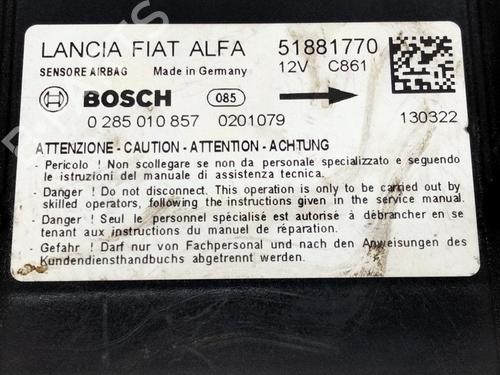 LANCIA FIAT ALFA 51881770
SENSORE AIRBAG Made in Germany 12V C861
BOSCH 085
0 285 010 857 0201079 130322
ATTENZIONE - CAUTION - ATTENTION - ACHTUNG
- Pericolo ! Non scollegare se non da personale specializzato e seguendo
le istruzioni del manuale di assistenza tecnica.
- Danger ! Do not disconnect. This operation is only to be carried out by
skilled operators, following the instructions given in the service manual.
- Danger ! Seul le personnel spécialisé est autorisé à débrancher en se
tenant aux instructions du manuel de réparation.
- Gefahr ! Darf nur von Fachpersonal und nach den Anweisungen des
Kundendiensthandbuchs abgetrennt werden.